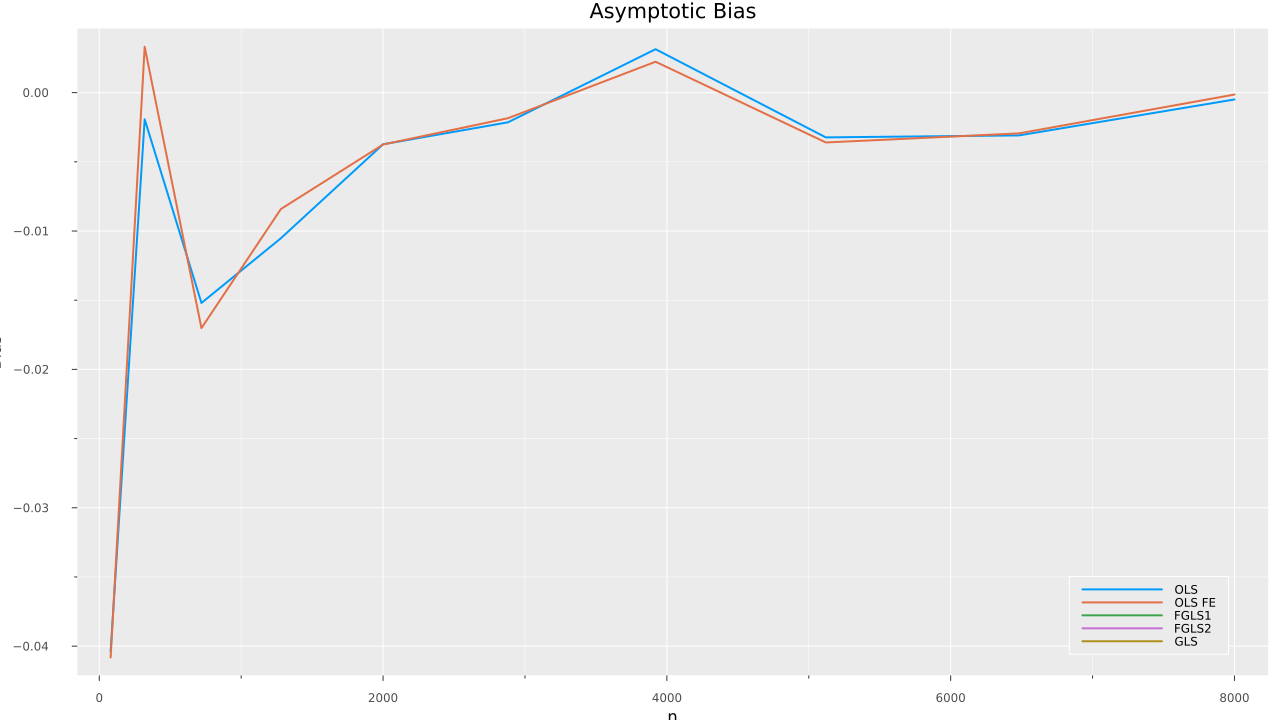 Asymptotic Bias
0.00
−0.01
−0.02
−0.03
−0.04
0
2000
4000
6000
8000
n
OLS
OLS FE
FGLS1
FGLS2
GLS